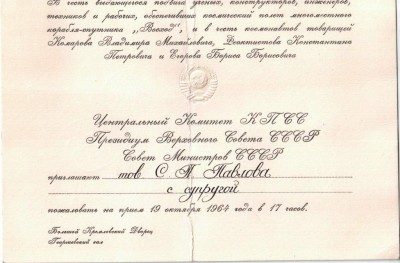 В честь выдающегося подвига ученых, конструкторов, инженеров,
техников и рабочих, обеспечивших космический полет многоместного
корабля-спутника „Восход“, и в честь космонавтов товарищей
Комарова Владимира Михайловича, Феоктистова Константина
Петровича и Егорова Бориса Борисовича
Центральный Комитет КПСС
Президиум Верховного Совета СССР
Совет Министров СССР
приглашают тов. С. П. Павлова
с супругой
пожаловать на прием 19 октября 1964 года в 17 часов.
Большой Кремлевский Дворец
Георгиевский зал